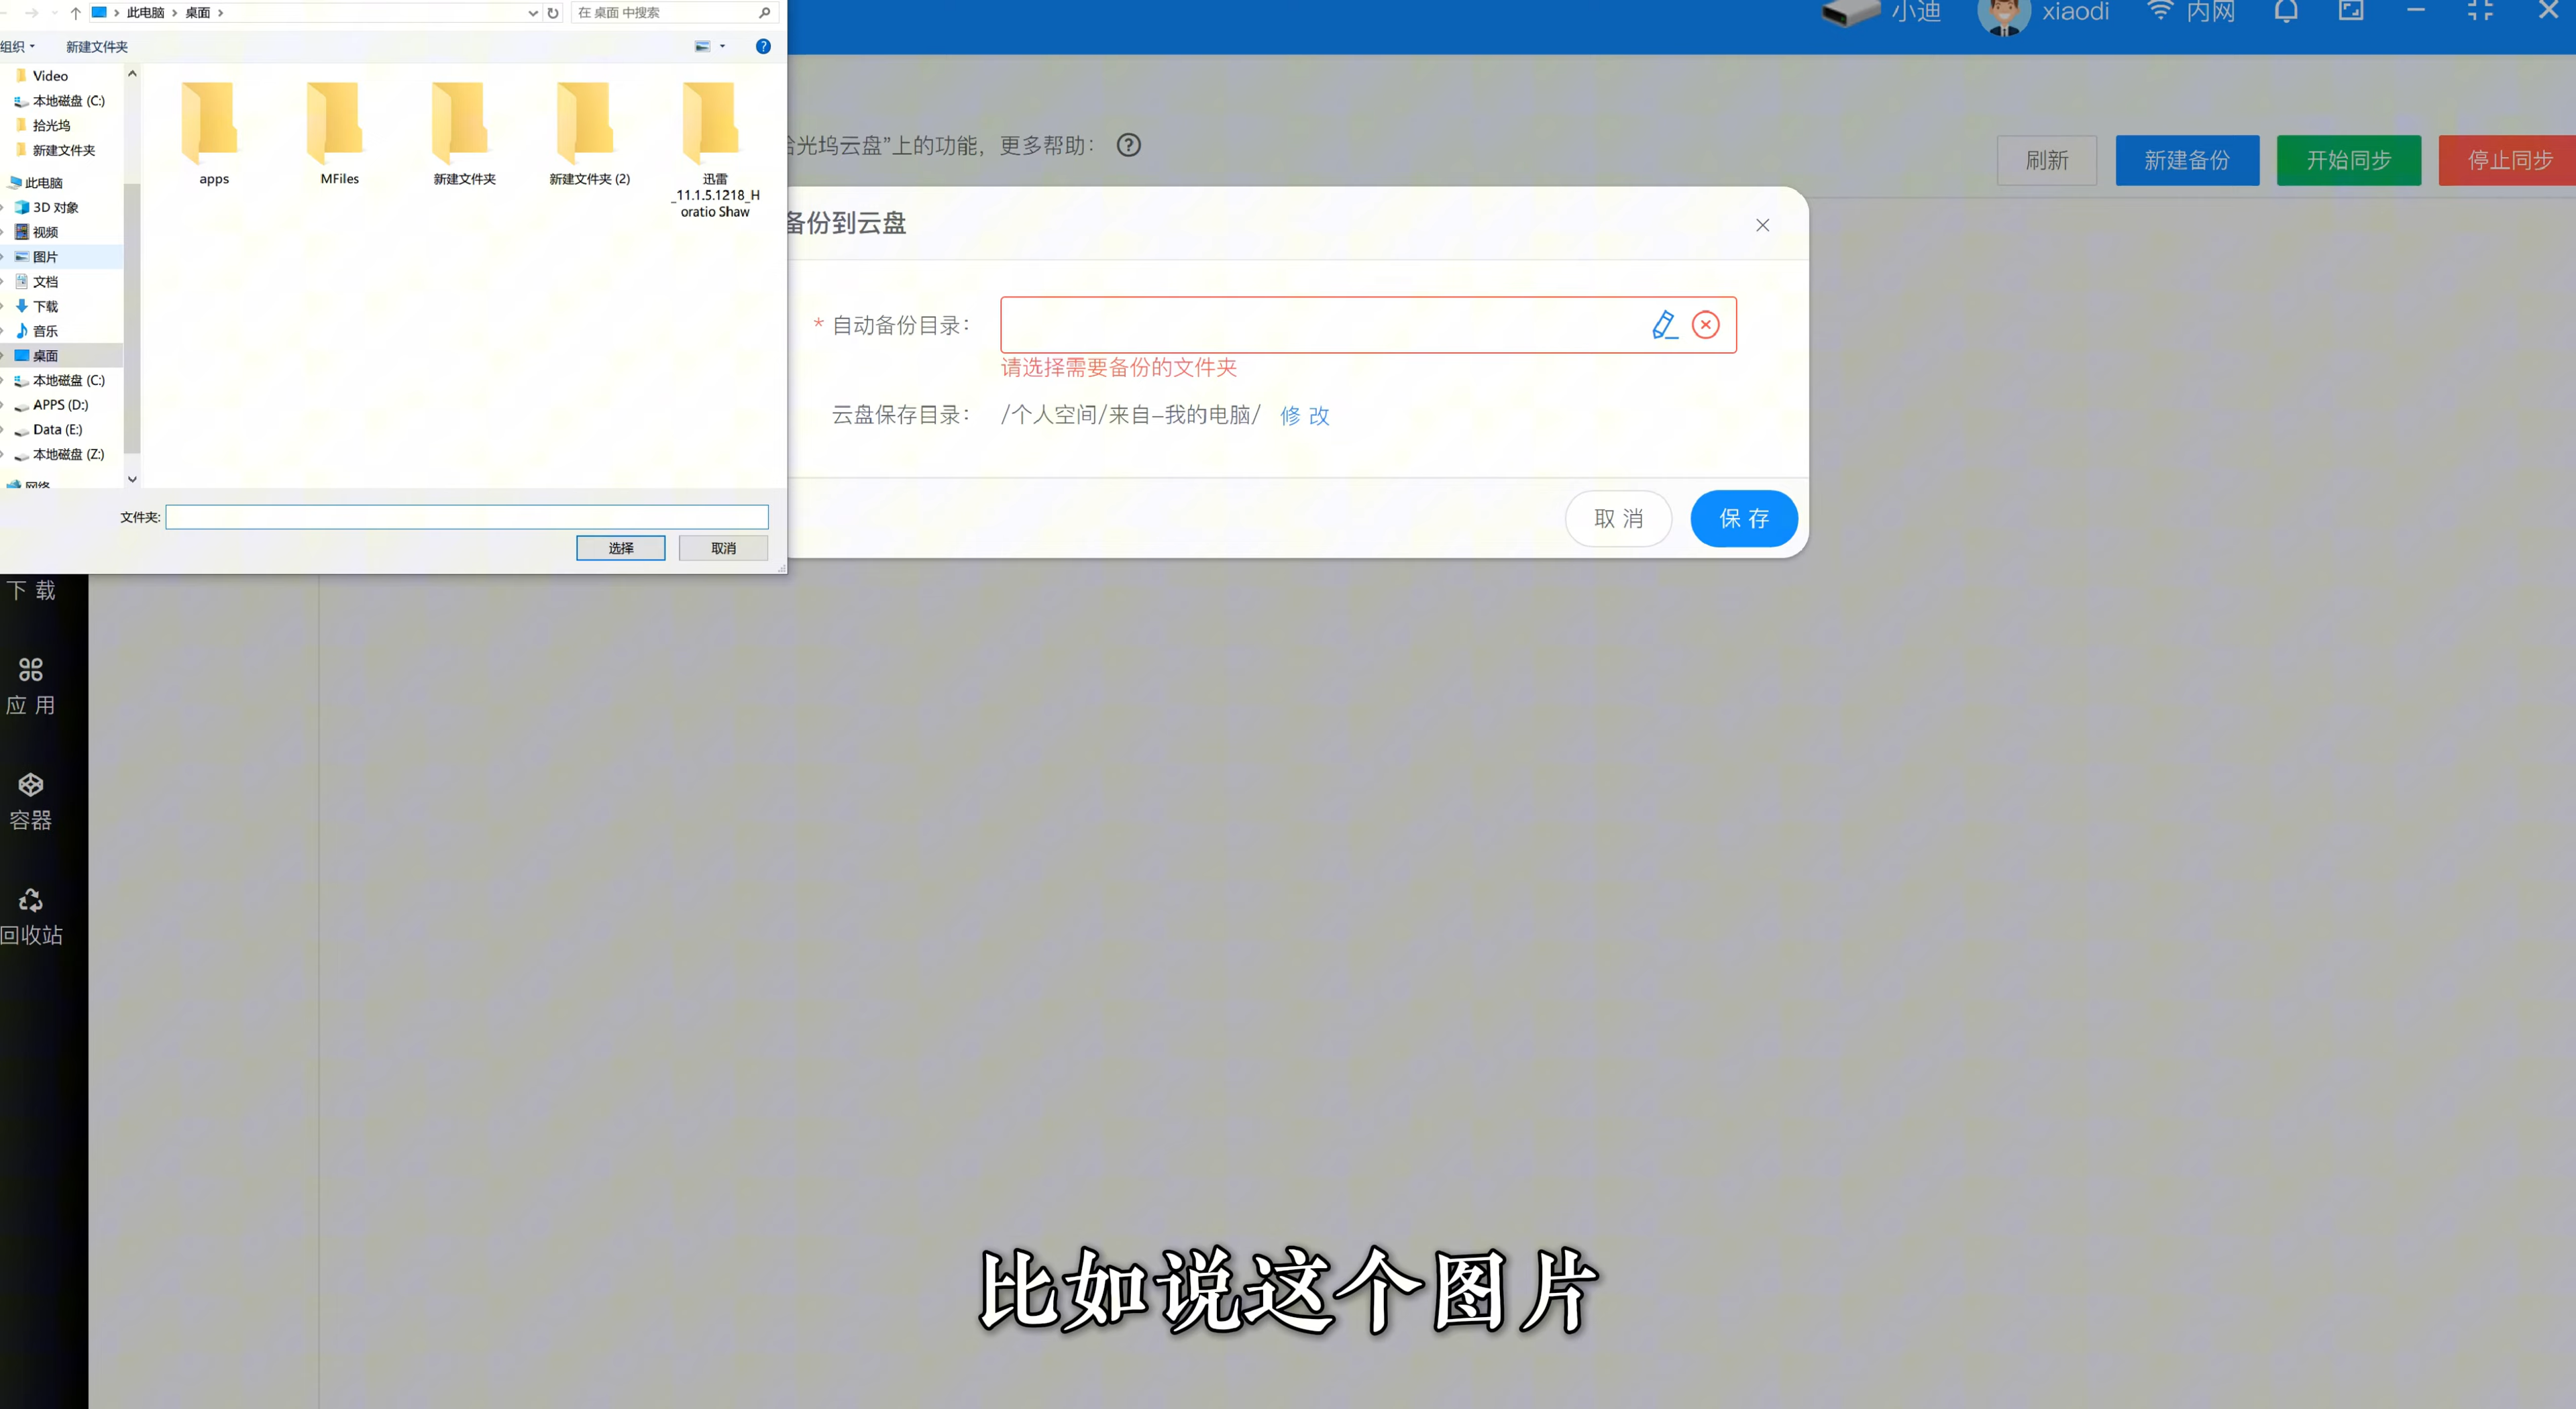 此电脑 > 桌面 >
在 桌面 中搜索
小迪
xiaodi
内网
组织
新建文件夹
Video
本地磁盘 (C:)
拾光坞
新建文件夹
此电脑
3D 对象
视频
图片
文档
下载
音乐
桌面
本地磁盘 (C:)
APPS (D:)
Data (E:)
本地磁盘 (Z:)
网络
apps
MFiles
新建文件夹
新建文件夹 (2)
迅雷
_11.1.5.1218_H
oratio Shaw
文件夹:
选择
取消
拾光坞云盘”上的功能，更多帮助：
刷新
新建备份
开始同步
停止同步
备份到云盘
* 自动备份目录：
请选择需要备份的文件夹
云盘保存目录： /个人空间/来自-我的电脑/ 修 改
取 消
保 存
下 载
应 用
容器
回收站
比如说这个图片